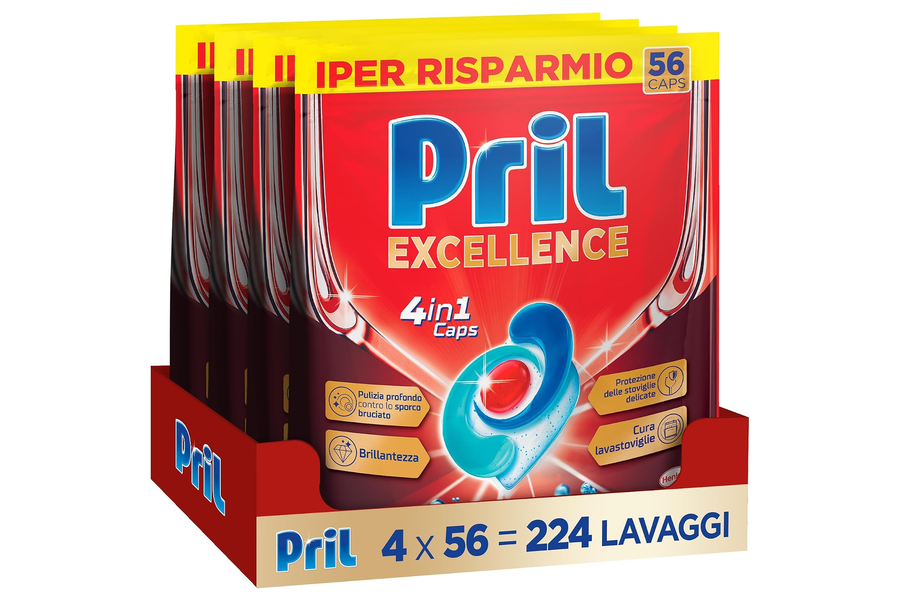 IPER RISPARMIO
56
CAPS
Pril
EXCELLENCE
4in1
Caps
Pulizia profondo
contro lo sporco
bruciato
Brillantezza
Protezione
delle stoviglie
delicate
Cura
lavastoviglie
Pril
Pril
4 x 56 = 224 LAVAGGI